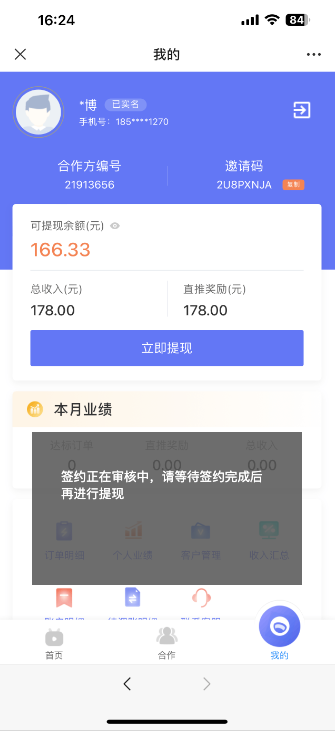 16:24
84
我的
*博 已实名
手机号：185****1270
合作方编号
邀请码
21913656
2U8PXNJA 复制
可提现余额(元)
166.33
总收入(元)
直推奖励(元)
178.00
178.00
立即提现
本月业绩
达标订单
直推奖励
总收入
0
0.00
0.00
签约正在审核中，请等待签约完成后
再进行提现
订单明细
个人业绩
客户管理
收入汇总
首页
合作
我的